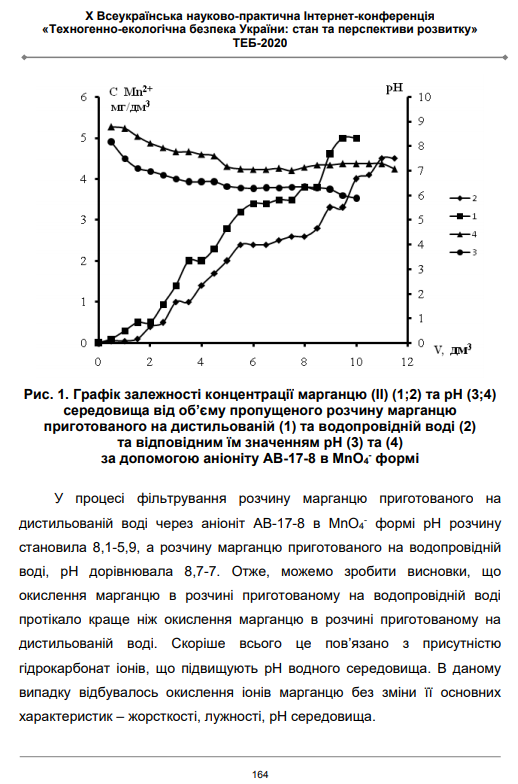 X Всеукраїнська науково-практична Інтернет-конференція
«Техногенно-екологічна безпека України: стан та перспективи розвитку»
ТЕБ-2020
C Mn2+
мг/дм3
pH
6
5
4
3
2
1
0
10
9
8
7
6
5
4
3
2
1
0
0
2
4
6
8
10
12
V, дм3
2
1
4
3
Рис. 1. Графік залежності концентрації марганцю (II) (1;2) та pH (3;4)
середовища від об’єму пропущеного розчину марганцю
приготованого на дистильованій (1) та водопровідній воді (2)
та відповідним їм значенням pH (3) та (4)
за допомогою аніоніту АВ-17-8 в MnO4- формі
У процесі фільтрування розчину марганцю приготованого на
дистильованій воді через аніоніт АВ-17-8 в MnO4- формі pH розчину
становила 8,1-5,9, а розчину марганцю приготованого на водопровідній
воді, pH дорівнювала 8,7-7. Отже, можемо зробити висновки, що
окислення марганцю в розчині приготованому на водопровідній воді
протікало краще ніж окислення марганцю в розчині приготованому на
дистильованій воді. Скоріше всього це пов’язано з присутністю
гідрокарбонат іонів, що підвищують pH водного середовища. В даному
випадку відбувалось окислення іонів марганцю без зміни її основних
характеристик – жорсткості, лужності, pH середовища.
164